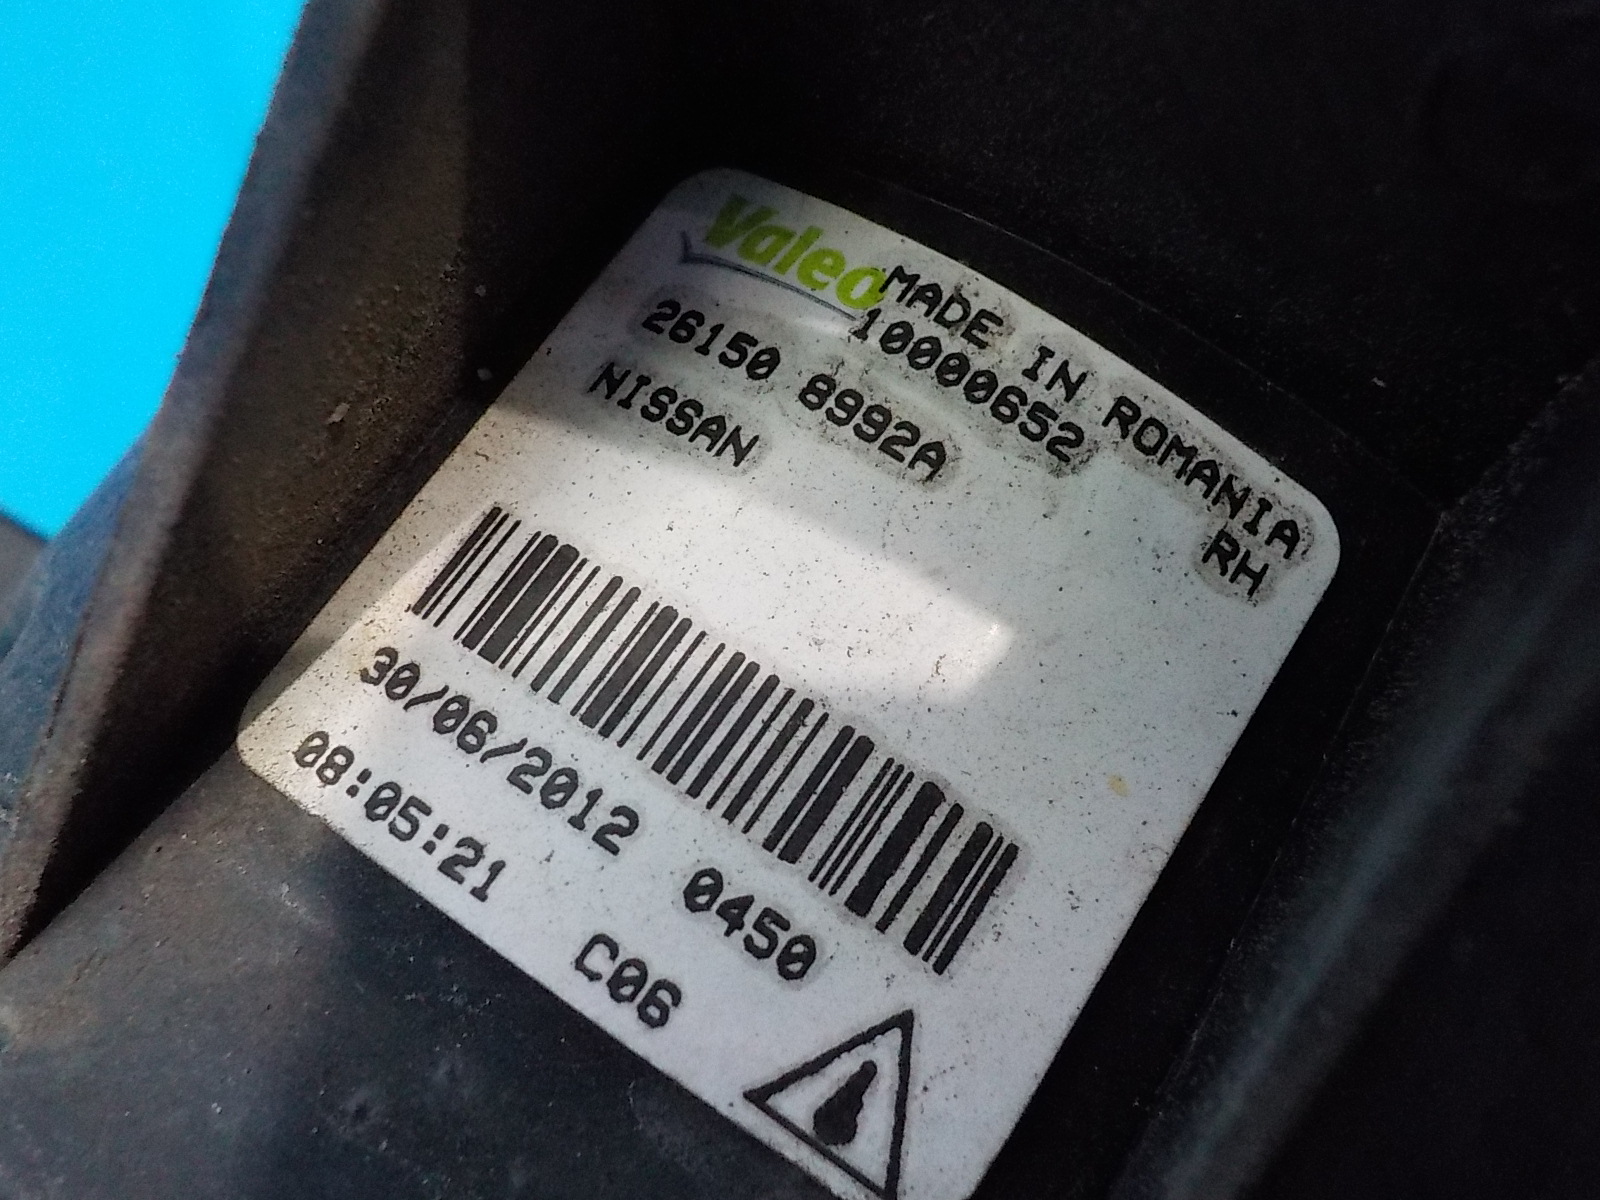 Valeo MADE IN ROMANIA
10000652 RH
26150 8992A
NISSAN
30/06/2012 0450
08:05:21 C06